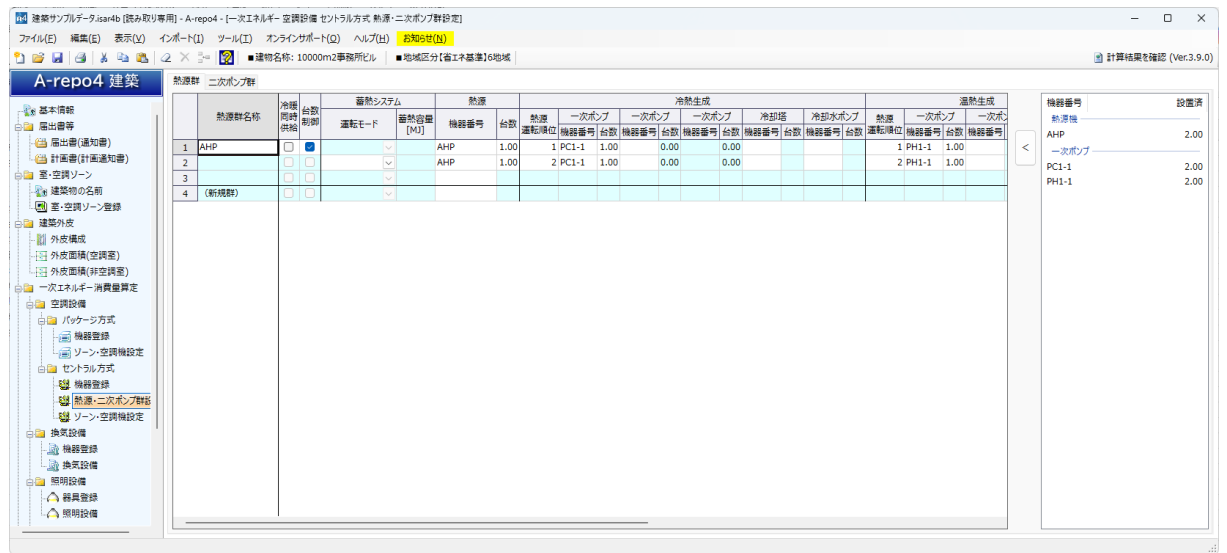 建築サンプルデータ.isar4b [読み取り専用] - A-repo4 - [一次エネルギー 空調設備 セントラル方式 熱源・二次ポンプ群設定]
ファイル(F) 編集(E) 表示(V) インポート(I) ツール(T) オンラインサポート(O) ヘルプ(H) お知らせ(N)
■建物名称: 10000m2事務所ビル ■地域区分【省エネ基準】6地域 計算結果を確認 (Ver.3.9.0)
A-repo4 建築
基本情報
届出書等
届出書(通知書)
計画書(計画通知書)
室・空調ゾーン
建築物の名前
室・空調ゾーン登録
建築外皮
外皮構成
外皮面積(空調室)
外皮面積(非空調室)
一次エネルギー消費量算定
空調設備
パッケージ方式
機器登録
ゾーン・空調機設定
セントラル方式
機器登録
熱源・二次ポンプ群設
ゾーン・空調機設定
換気設備
機器登録
換気設備
照明設備
器具登録
照明設備
熱源群 二次ポンプ群
熱源群名称 冷暖同時供給 台数制御 蓄熱システム 熱源 冷熱生成 温熱生成
運転モード 蓄熱容量[MJ] 機器番号 台数 熱源運転順位 一次ポンプ 一次ポンプ 一次ポンプ 冷却塔 冷却水ポンプ 熱源運転順位 一次ポンプ 一次ポン
機器番号 台数 機器番号 台数 機器番号 台数 機器番号 台数 機器番号 台数 機器番号 台数 機器番号
1 AHP AHP 1.00 1 PC1-1 1.00 0.00 0.00 1 PH1-1 1.00
2 AHP 1.00 2 PC1-1 1.00 0.00 0.00 2 PH1-1 1.00
3
4 (新規群)
<
機器番号 設置済
熱源機
AHP 2.00
一次ポンプ
PC1-1 2.00
PH1-1 2.00